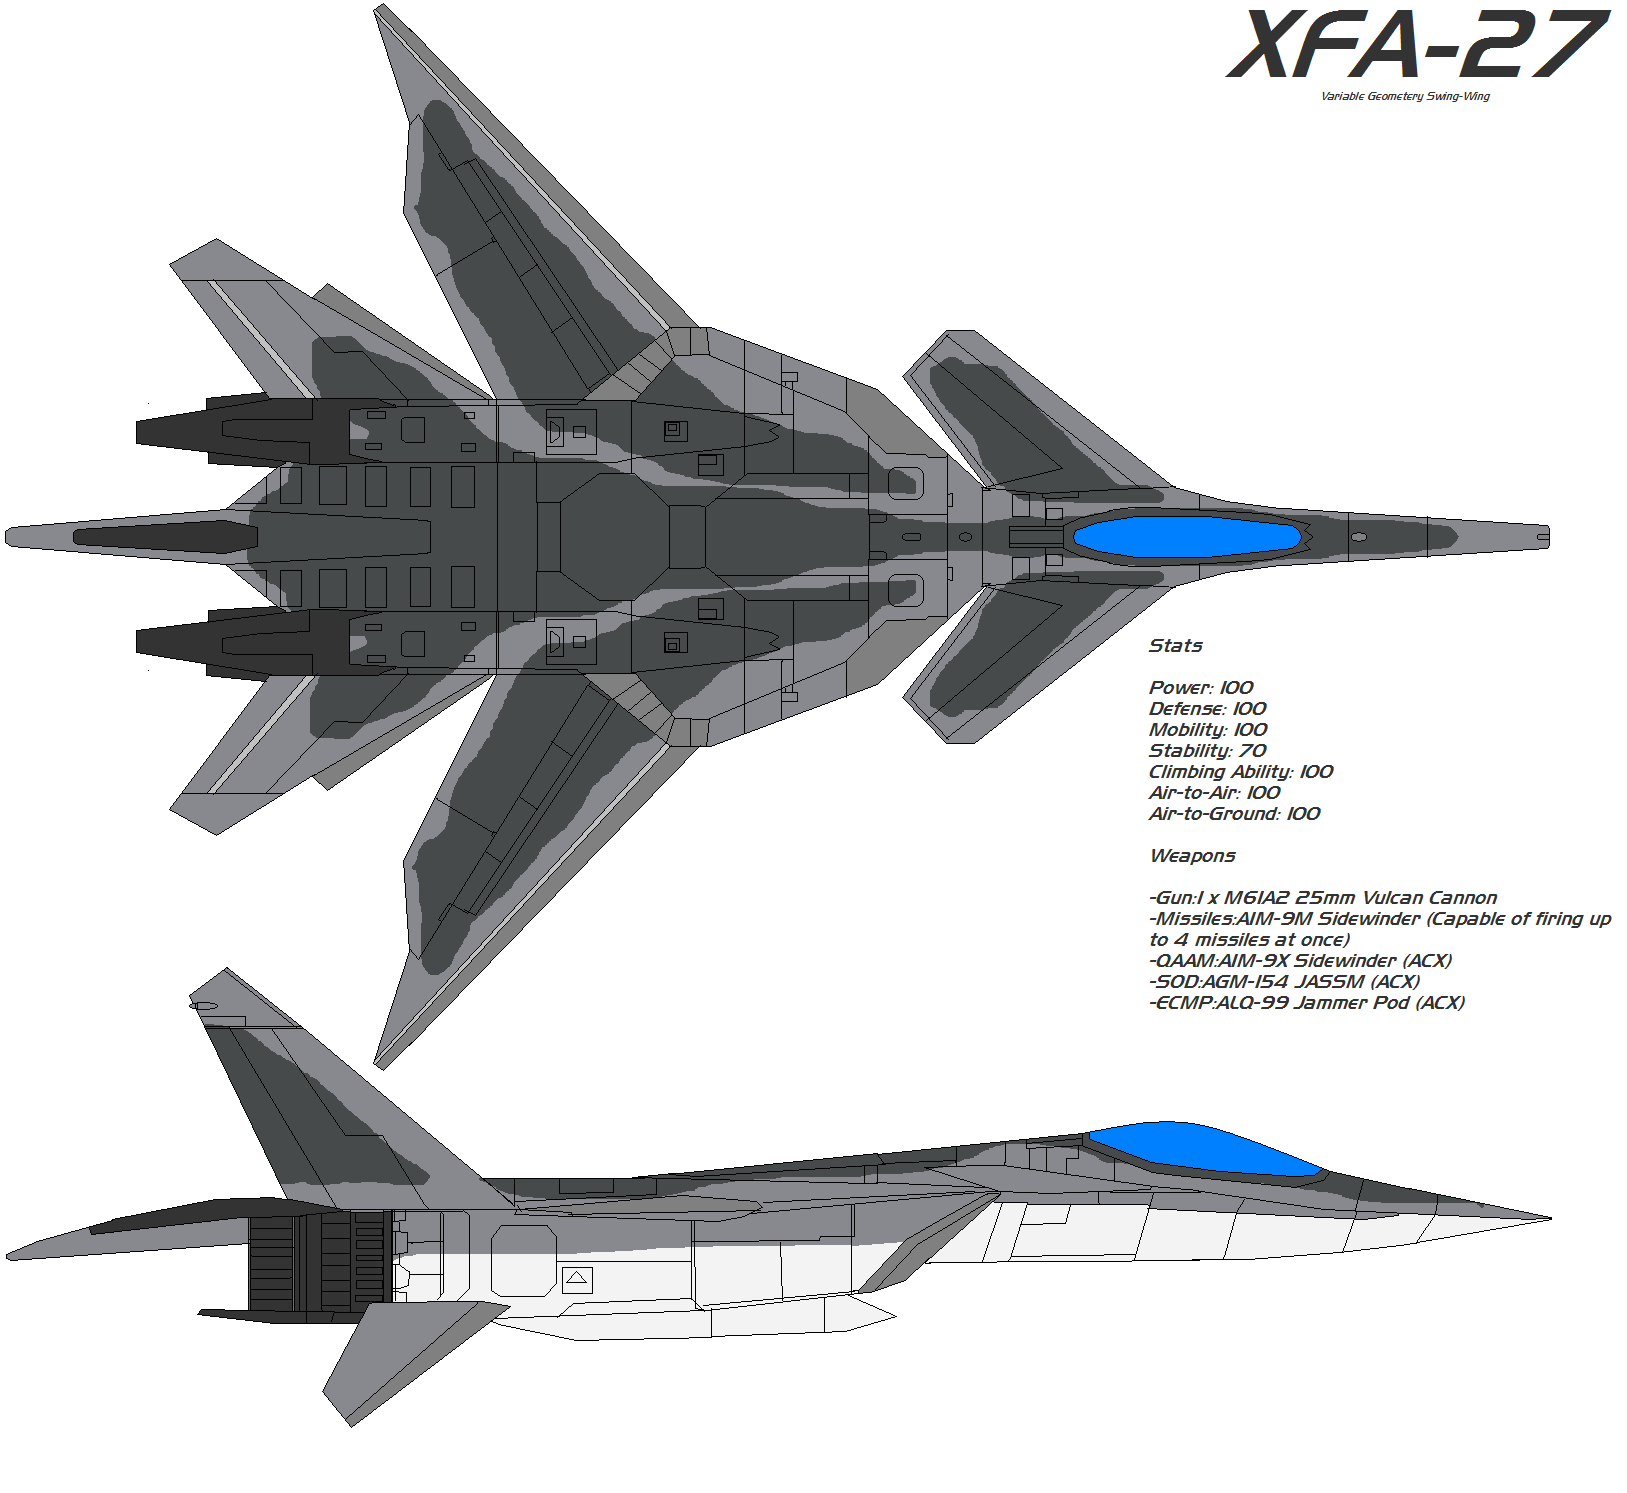 XFA-27
Variable Geometery Swing-Wing
Stats
Power: 100
Defense: 100
Mobility: 100
Stability: 70
Climbing Ability: 100
Air-to-Air: 100
Air-to-Ground: 100
Weapons
-Gun:1 x M61A2 25mm Vulcan Cannon
-Missiles:AIM-9M Sidewinder (Capable of firing up
to 4 missiles at once)
-QAAM:AIM-9X Sidewinder (ACX)
-SOD:AGM-154 JASSM (ACX)
-ECMP:ALQ-99 Jammer Pod (ACX)